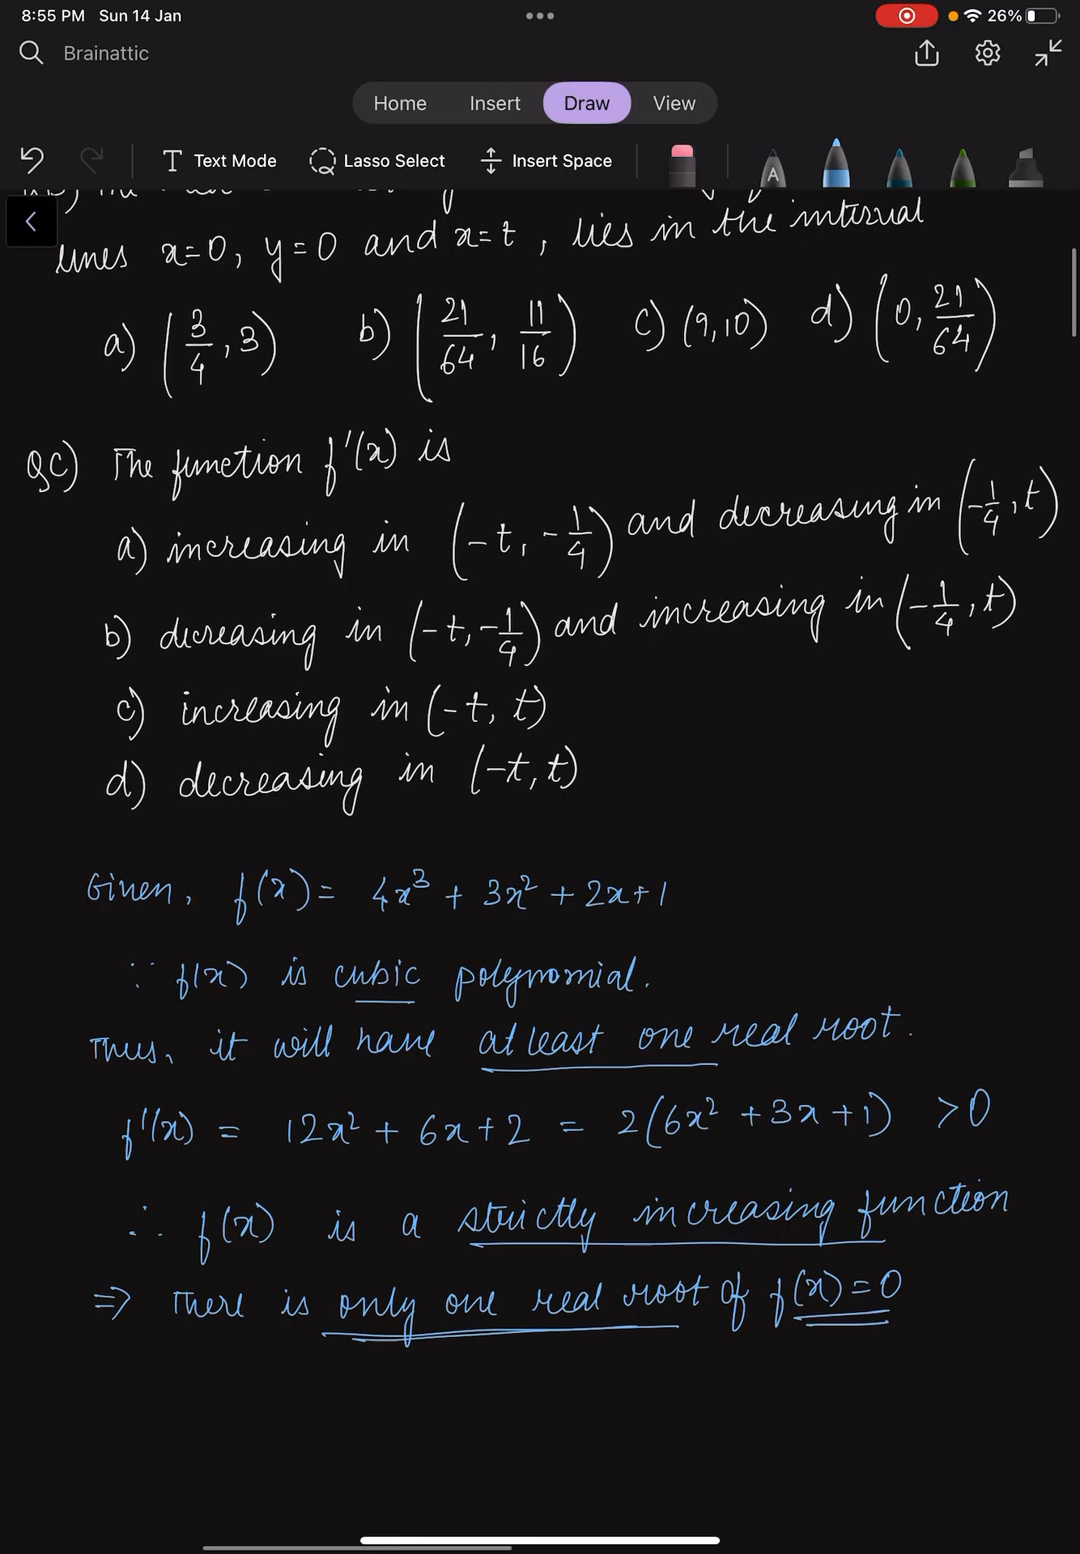 8:55 PM Sun 14 Jan
26%
Brainattic
Home Insert Draw View
T Text Mode Lasso Select Insert Space
A
lines x=0, y=0 and x=t, lies in the interval
a) (3/4, 3) b) (21/64, 11/16) c) (9,10) d) (0, 21/64)
QC) The function f'(x) is
a) increasing in (-t, -1/4) and decreasing in (-1/4, t)
b) decreasing in (-t, -1/4) and increasing in (-1/4, t)
c) increasing in (-t, t)
d) decreasing in (-t, t)
Given, f(x) = 4x³ + 3x² + 2x + 1
∵ f(x) is cubic polynomial.
Thus, it will have at least one real root.
f'(x) = 12x² + 6x + 2 = 2(6x² + 3x + 1) >0
∴ f(x) is a strictly increasing function
⇒ There is only one real root of f(x)=0